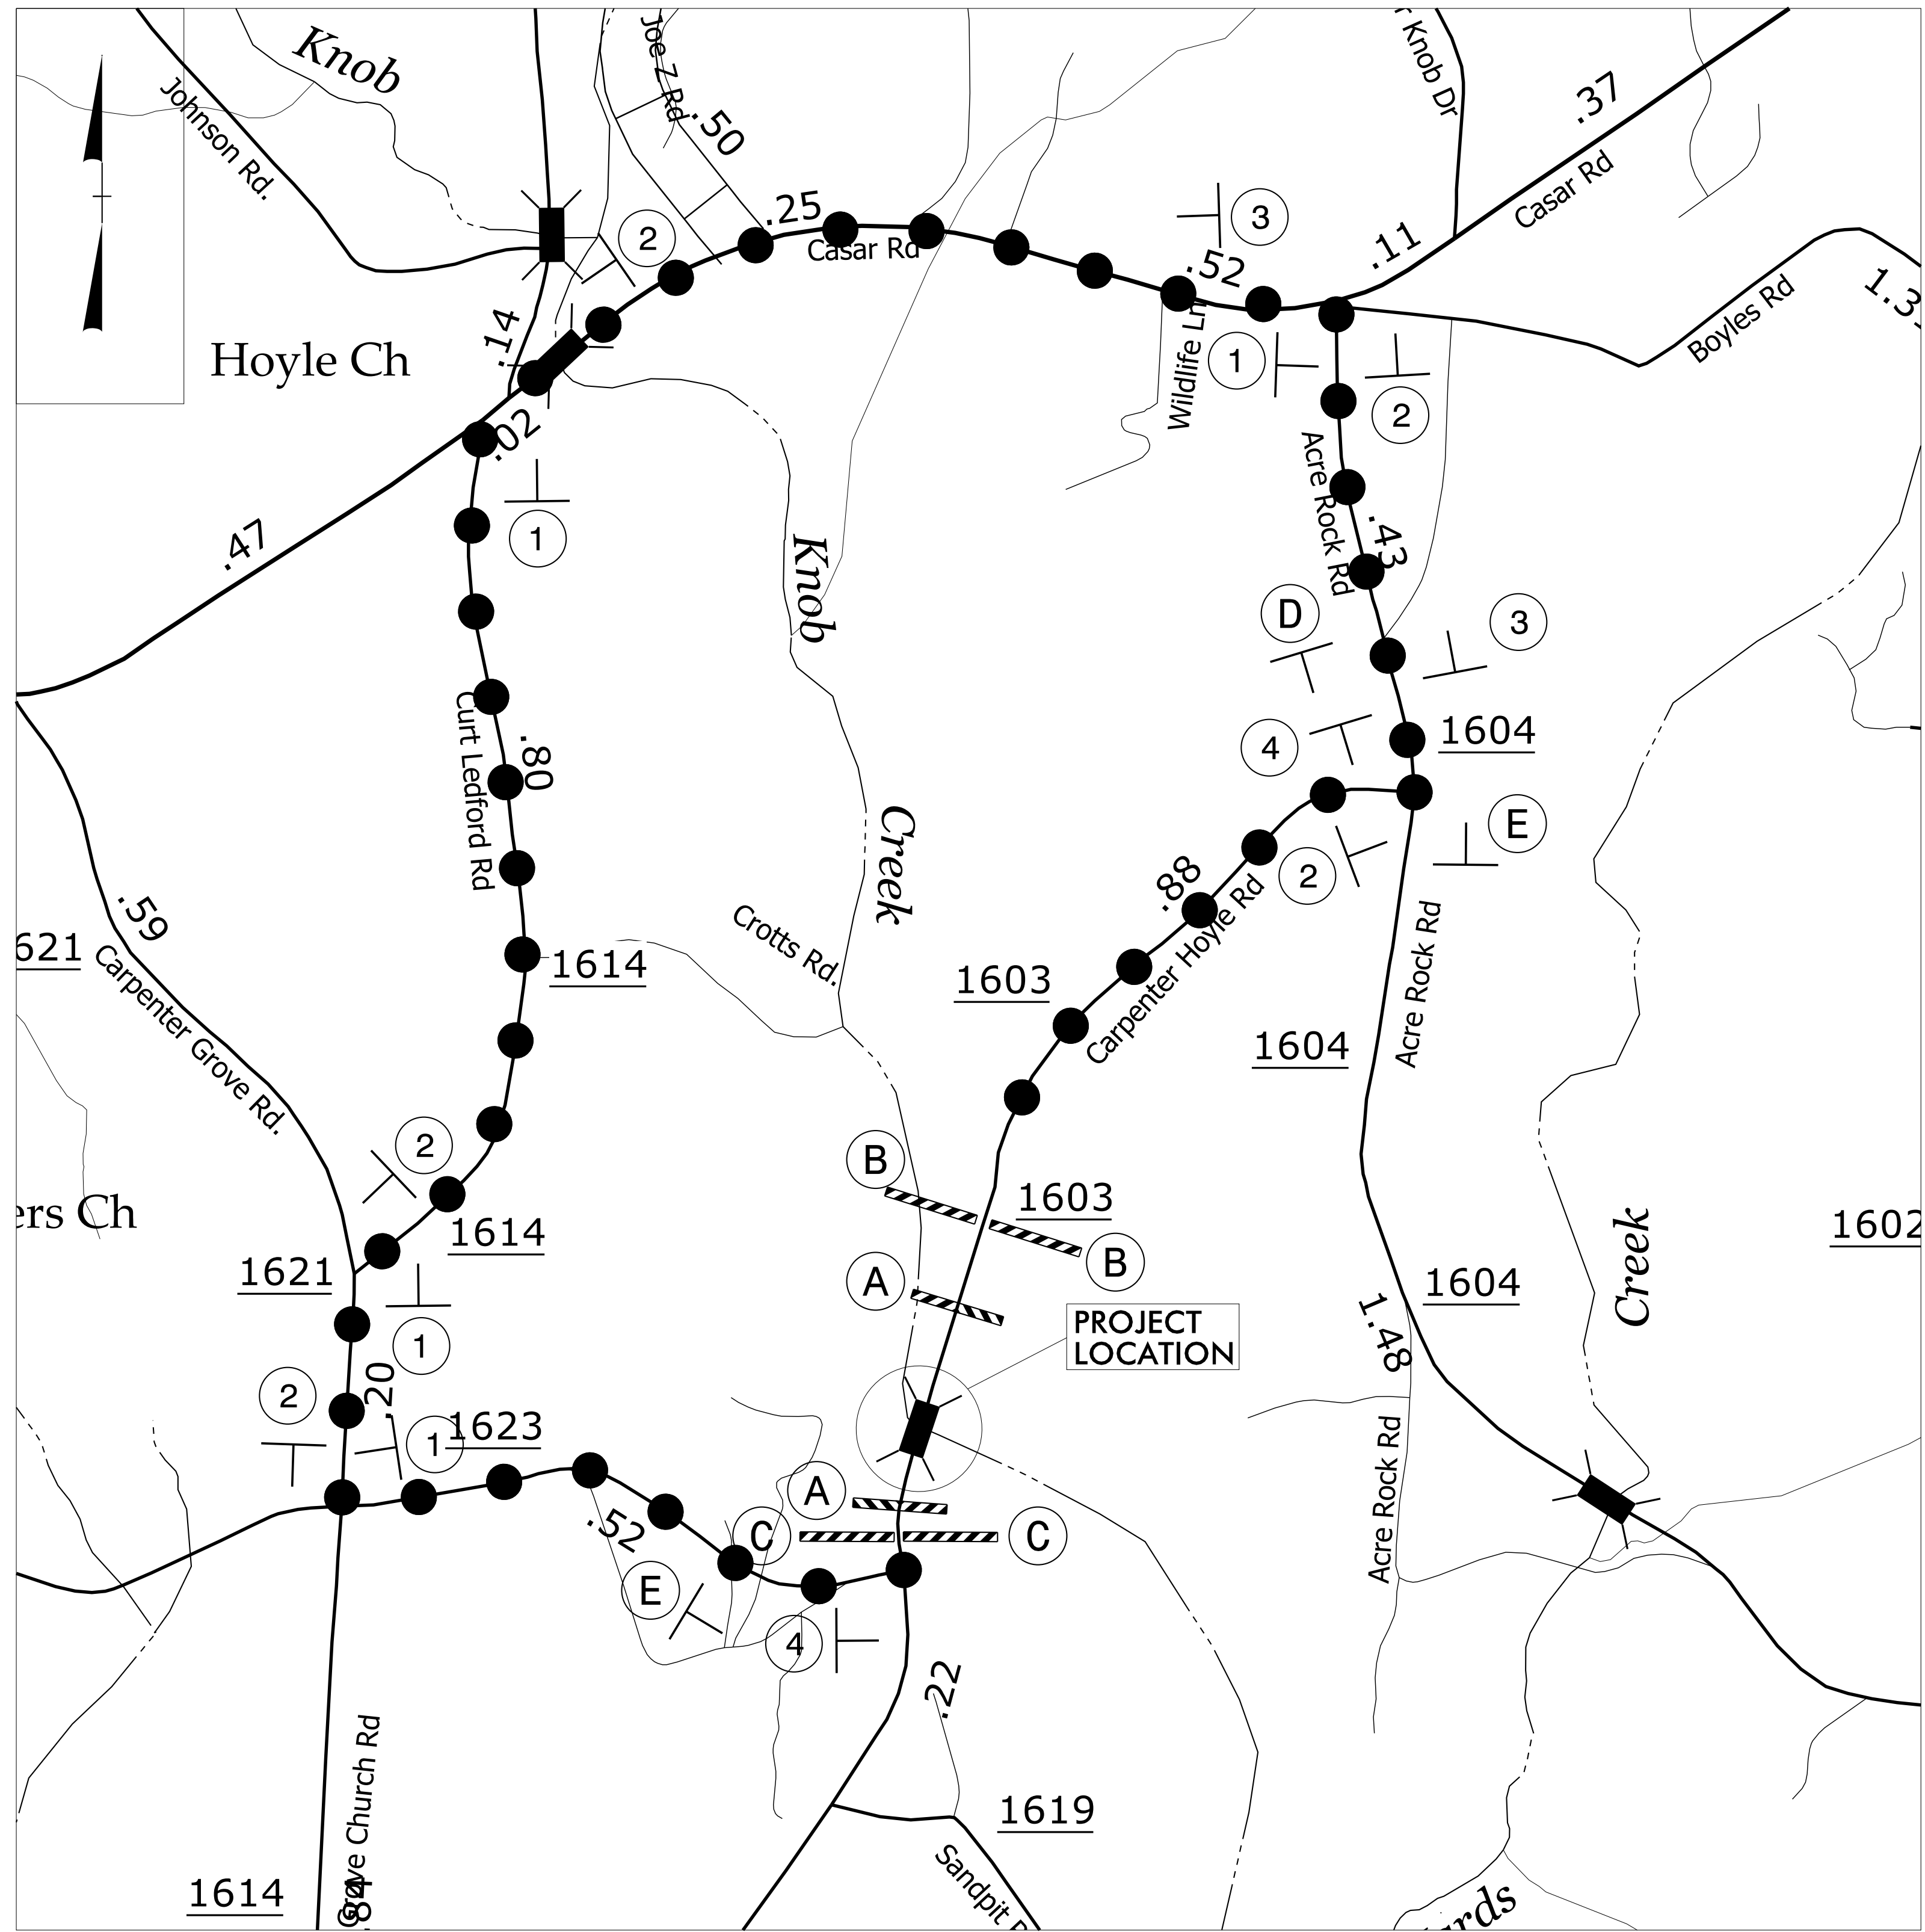 Knob
Joe Z Rd
.50
Knob Dr
.37
Casar Rd
Johnson Rd.
2
.25
Casar Rd
3
.52
.11
Boyles Rd
.14
Hoyle Ch
1
Wildlife Ln
2
.02
1
Acre Rock Rd
.43
.47
Knob
D
3
Curt Ledford Rd
.80
4
1604
Creek
E
2
.88
Carpenter Hoyle Rd
.59
621
Carpenter Grove Rd.
1614
Crotts Rd.
1603
Acre Rock Rd
1604
2
B
1603
ers Ch
1614
1621
A
B
1604
Creek
1602
1
PROJECT
LOCATION
1.48
2
.20
1
1623
A
Acre Rock Rd
.52
C
C
E
4
.22
Church Rd
1619
Sandpit
1614
.84